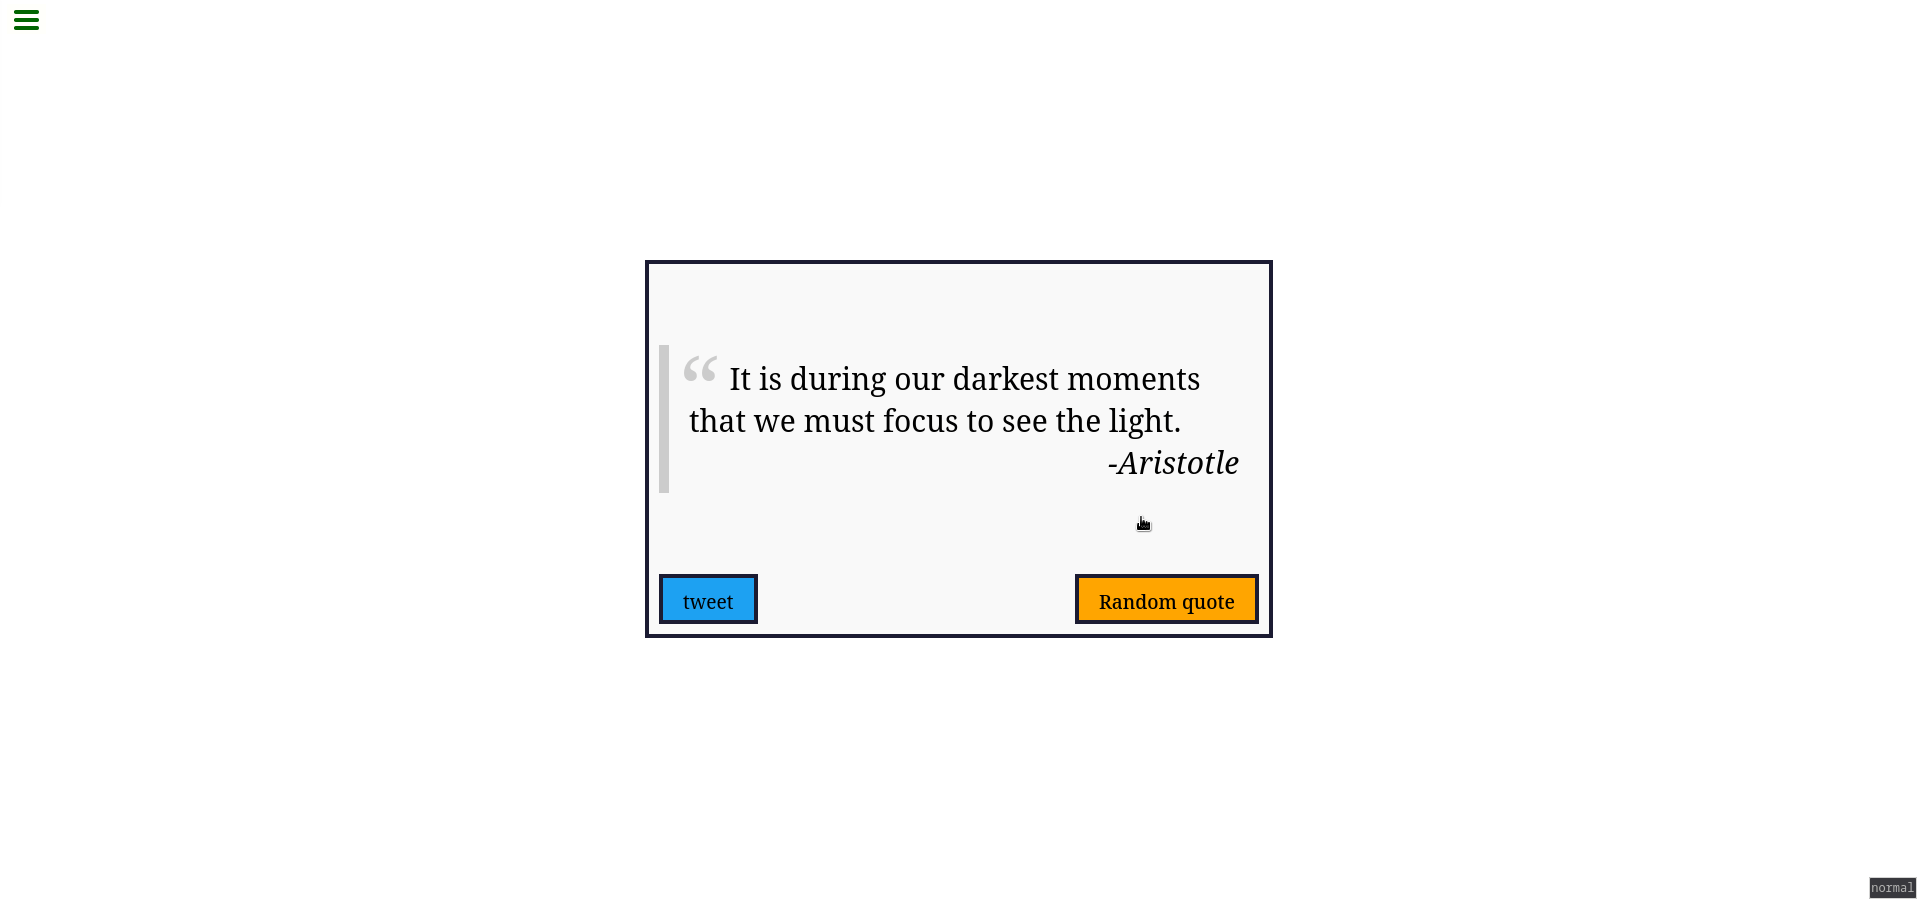 “ It is during our darkest moments
that we must focus to see the light.
-Aristotle
tweet
Random quote
normal